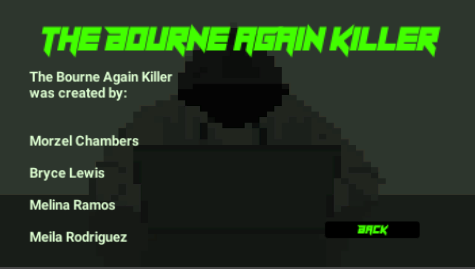 THE BOURNE AGAIN KILLER
The Bourne Again Killer
was created by:
Morzel Chambers
Bryce Lewis
Melina Ramos
Meila Rodriguez
BACK